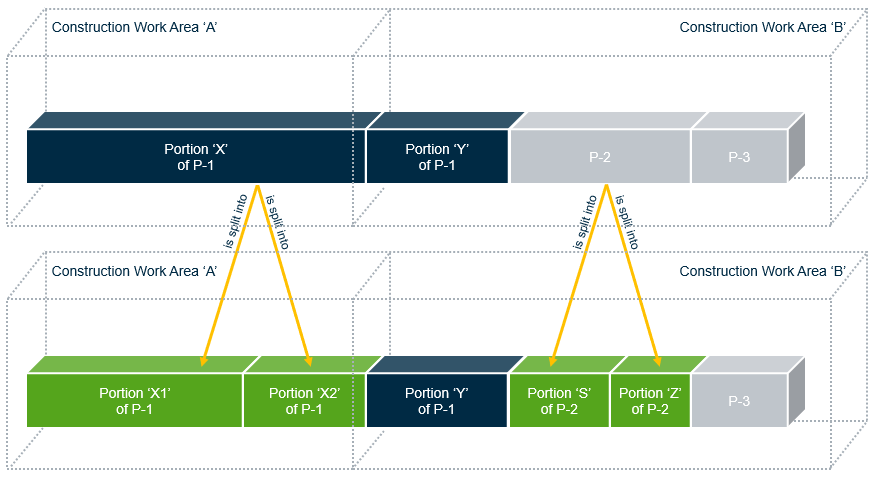 Construction Work Area ‘A’
Construction Work Area ‘B’
Portion ‘X’
of P-1
Portion ‘Y’
of P-1
P-2
P-3
is split into
is split into
is split into
is split into
Construction Work Area ‘A’
Construction Work Area ‘B’
Portion ‘X1’
of P-1
Portion ‘X2’
of P-1
Portion ‘Y’
of P-1
Portion ‘S’
of P-2
Portion ‘Z’
of P-2
P-3